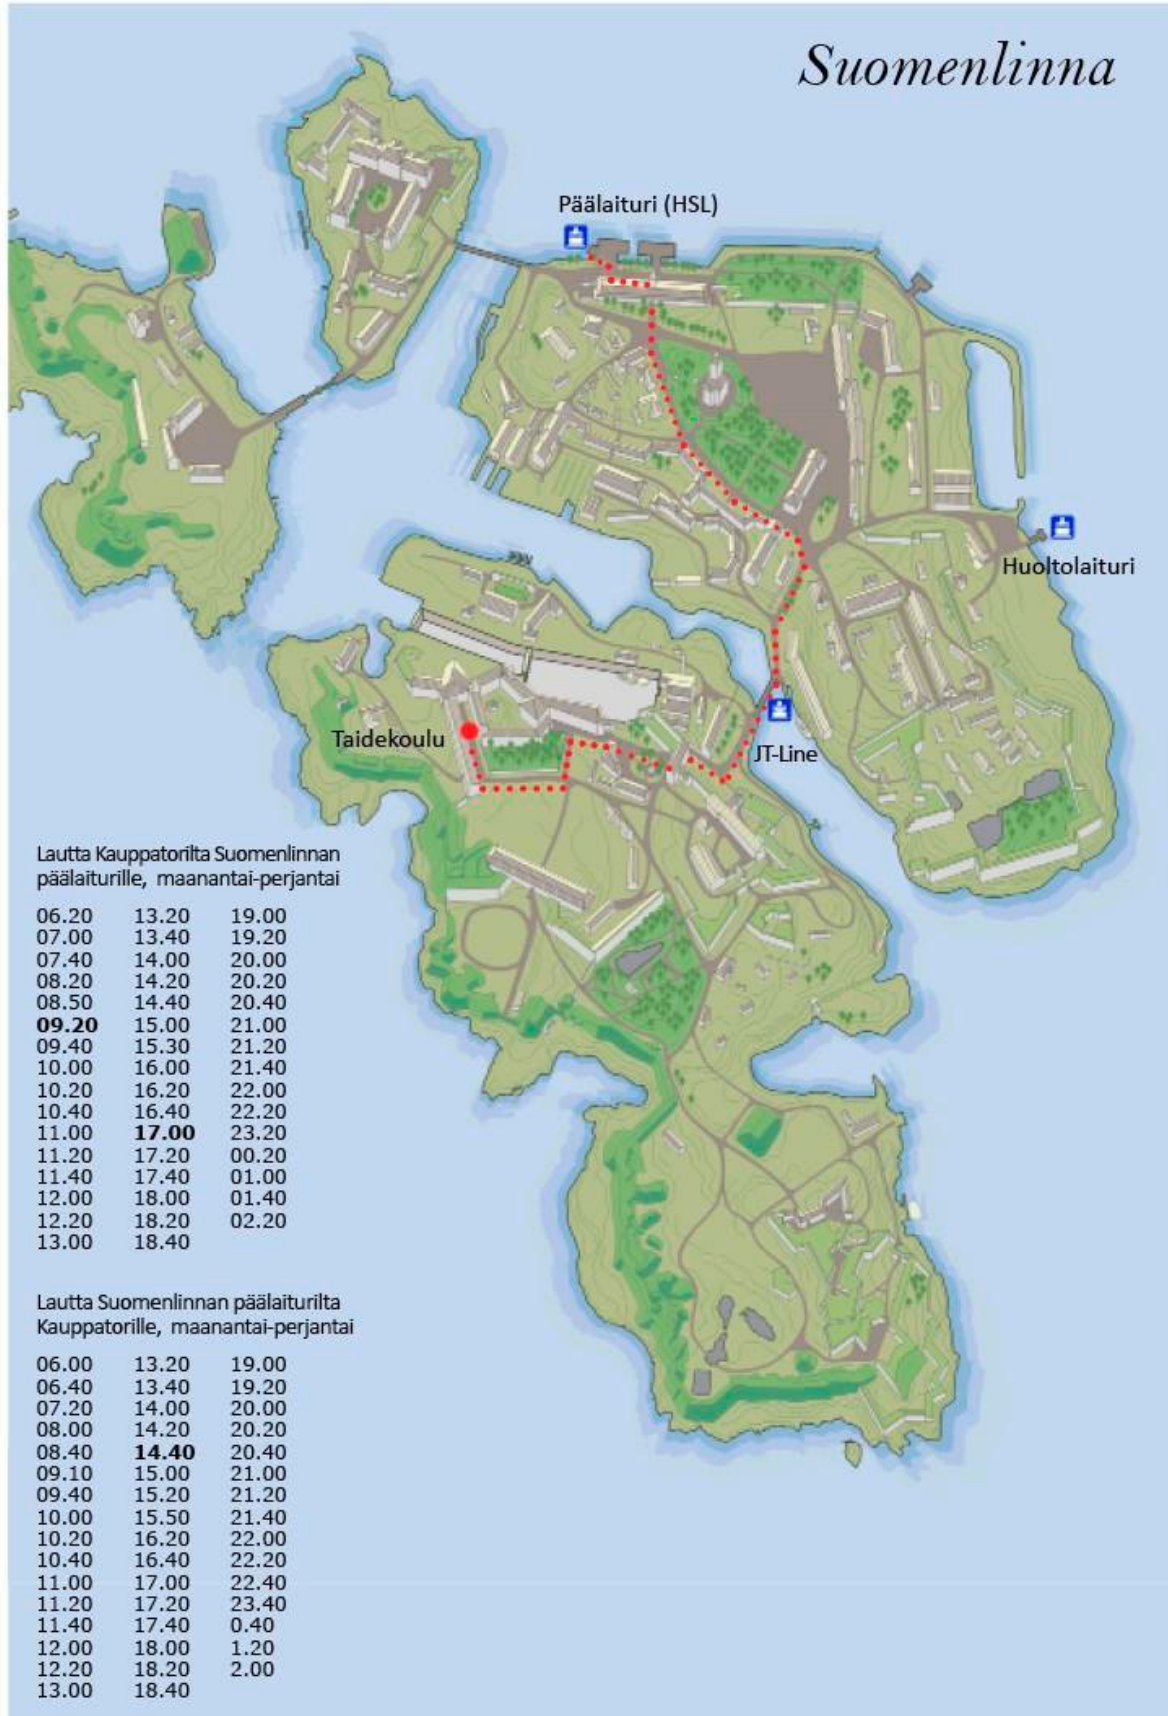 Suomenlinna
Päälaituri (HSL)
Huoltolaituri
Taidekoulu
JT-Line
Lautta Kauppatorilta Suomenlinnan
päälaiturille, maanantai-perjantai
06.20 13.20 19.00
07.00 13.40 19.20
07.40 14.00 20.00
08.20 14.20 20.20
08.50 14.40 20.40
09.20 15.00 21.00
09.40 15.30 21.20
10.00 16.00 21.40
10.20 16.20 22.00
10.40 16.40 22.20
11.00 17.00 23.20
11.20 17.20 00.20
11.40 17.40 01.00
12.00 18.00 01.40
12.20 18.20 02.20
13.00 18.40
Lautta Suomenlinnan päälaiturilta
Kauppatorille, maanantai-perjantai
06.00 13.20 19.00
06.40 13.40 19.20
07.20 14.00 20.00
08.00 14.20 20.20
08.40 14.40 20.40
09.10 15.00 21.00
09.40 15.20 21.20
10.00 15.50 21.40
10.20 16.20 22.00
10.40 16.40 22.20
11.00 17.00 22.40
11.20 17.20 23.40
11.40 17.40 0.40
12.00 18.00 1.20
12.20 18.20 2.00
13.00 18.40